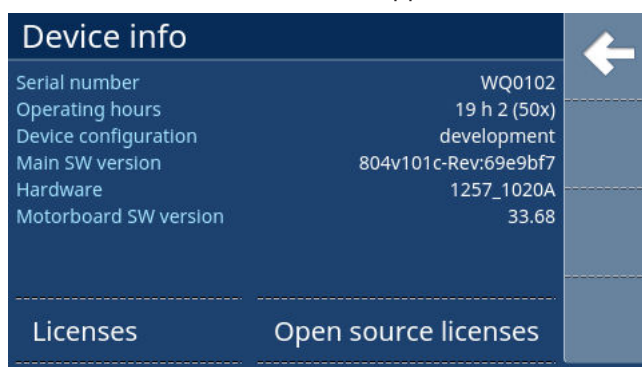 Device info
Serial number WQ0102
Operating hours 19 h 2 (50x)
Device configuration development
Main SW version 804v101c-Rev:69e9bf7
Hardware 1257_1020A
Motorboard SW version 33.68
Licenses Open source licenses